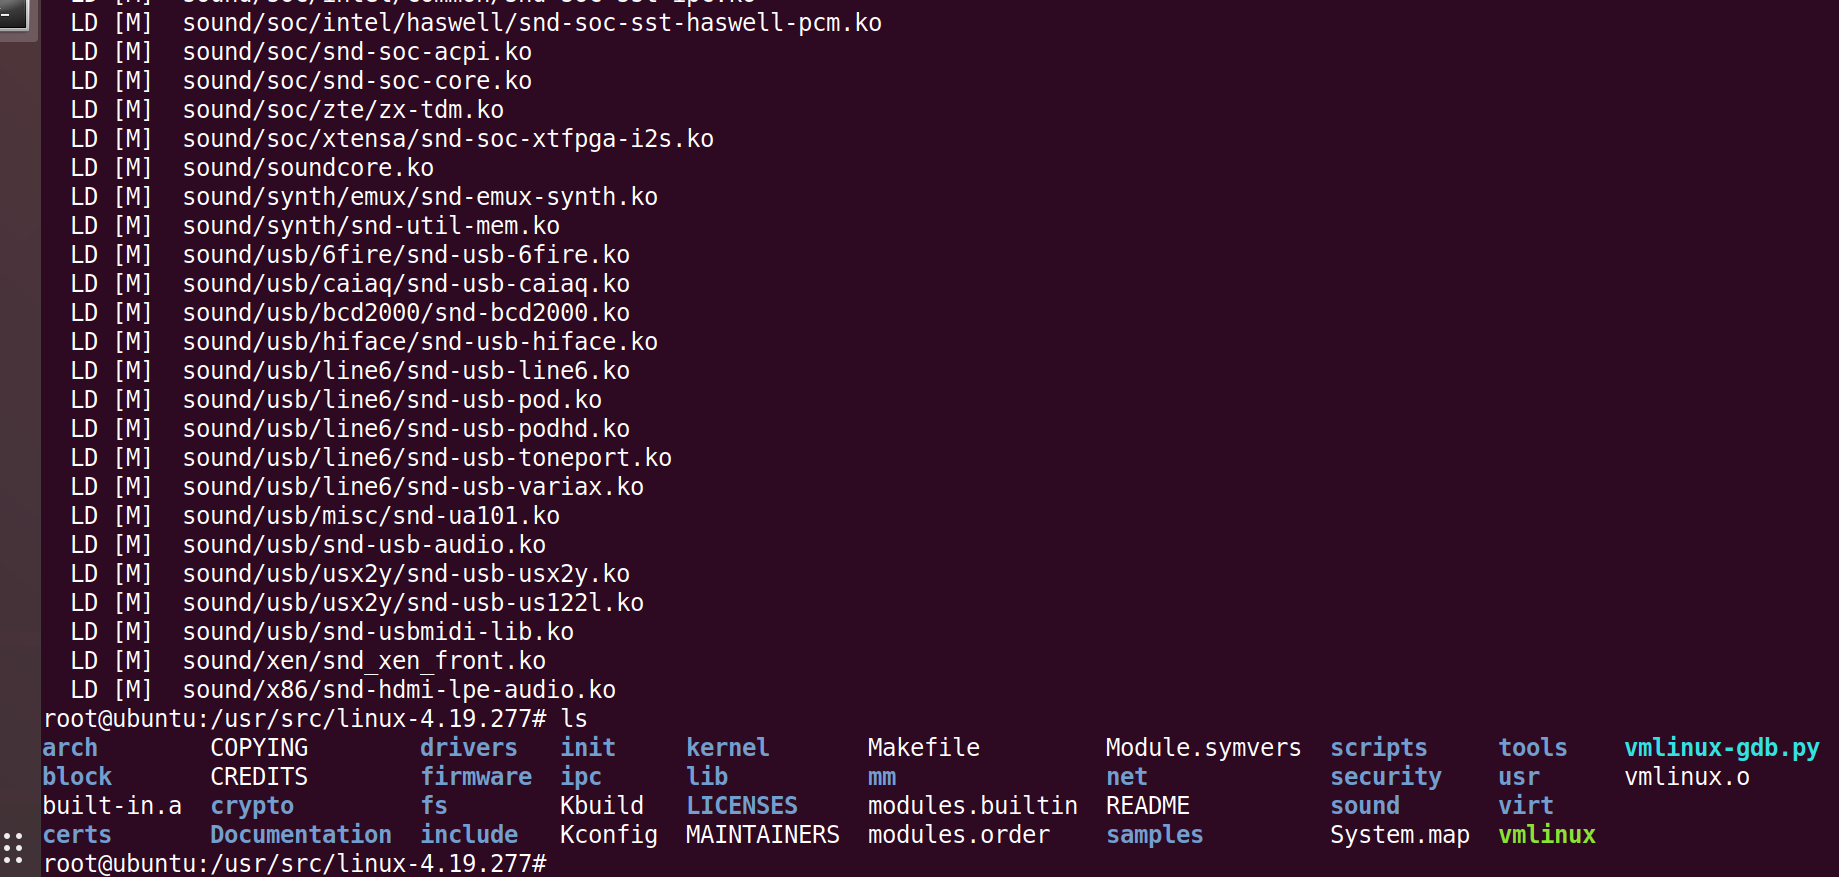 LD [M] sound/soc/intel/common/snd-soc-sst-ipc.ko
LD [M] sound/soc/intel/haswell/snd-soc-sst-haswell-pcm.ko
LD [M] sound/soc/snd-soc-acpi.ko
LD [M] sound/soc/snd-soc-core.ko
LD [M] sound/soc/zte/zx-tdm.ko
LD [M] sound/soc/xtensa/snd-soc-xtfpga-i2s.ko
LD [M] sound/soundcore.ko
LD [M] sound/synth/emux/snd-emux-synth.ko
LD [M] sound/synth/snd-util-mem.ko
LD [M] sound/usb/6fire/snd-usb-6fire.ko
LD [M] sound/usb/caiaq/snd-usb-caiaq.ko
LD [M] sound/usb/bcd2000/snd-bcd2000.ko
LD [M] sound/usb/hiface/snd-usb-hiface.ko
LD [M] sound/usb/line6/snd-usb-line6.ko
LD [M] sound/usb/line6/snd-usb-pod.ko
LD [M] sound/usb/line6/snd-usb-podhd.ko
LD [M] sound/usb/line6/snd-usb-toneport.ko
LD [M] sound/usb/line6/snd-usb-variax.ko
LD [M] sound/usb/misc/snd-ua101.ko
LD [M] sound/usb/snd-usb-audio.ko
LD [M] sound/usb/usx2y/snd-usb-usx2y.ko
LD [M] sound/usb/usx2y/snd-usb-us122l.ko
LD [M] sound/usb/snd-usbmidi-lib.ko
LD [M] sound/xen/snd_xen_front.ko
LD [M] sound/x86/snd-hdmi-lpe-audio.ko
root@ubuntu:/usr/src/linux-4.19.277# ls
arch COPYING drivers init kernel Makefile Module.symvers scripts tools vmlinux-gdb.py
block CREDITS firmware ipc lib mm net security usr vmlinux.o
built-in.a crypto fs Kbuild LICENSES modules.builtin README sound virt
certs Documentation include Kconfig MAINTAINERS modules.order samples System.map vmlinux
root@ubuntu:/usr/src/linux-4.19.277#